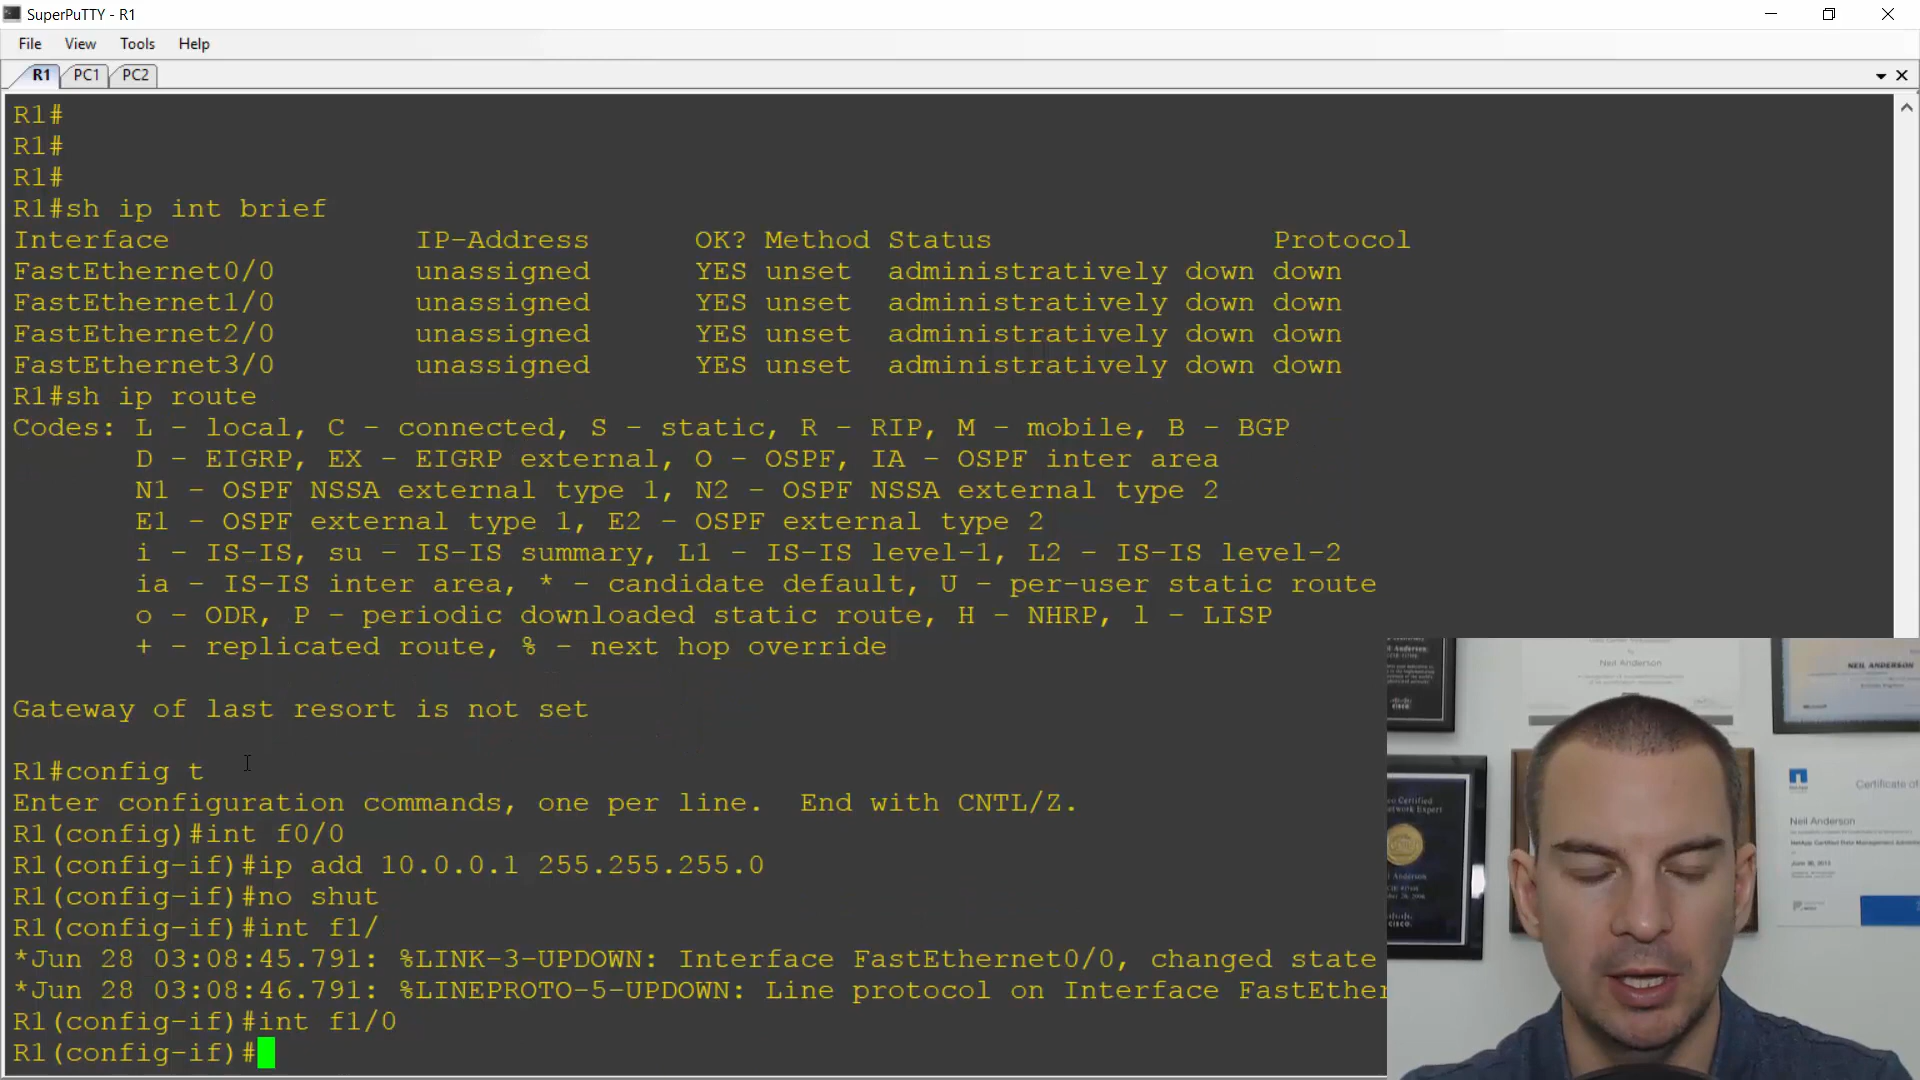 SuperPuTTY - R1
File View Tools Help
R1 PC1 PC2
R1#
R1#
R1#
R1#sh ip int brief
Interface IP-Address OK? Method Status Protocol
FastEthernet0/0 unassigned YES unset administratively down down
FastEthernet1/0 unassigned YES unset administratively down down
FastEthernet2/0 unassigned YES unset administratively down down
FastEthernet3/0 unassigned YES unset administratively down down
R1#sh ip route
Codes: L - local, C - connected, S - static, R - RIP, M - mobile, B - BGP
D - EIGRP, EX - EIGRP external, O - OSPF, IA - OSPF inter area
N1 - OSPF NSSA external type 1, N2 - OSPF NSSA external type 2
E1 - OSPF external type 1, E2 - OSPF external type 2
i - IS-IS, su - IS-IS summary, L1 - IS-IS level-1, L2 - IS-IS level-2
ia - IS-IS inter area, * - candidate default, U - per-user static route
o - ODR, P - periodic downloaded static route, H - NHRP, l - LISP
+ - replicated route, % - next hop override
Gateway of last resort is not set
R1#config t
Enter configuration commands, one per line. End with CNTL/Z.
R1(config)#int f0/0
R1(config-if)#ip add 10.0.0.1 255.255.255.0
R1(config-if)#no shut
R1(config-if)#int f1/
*Jun 28 03:08:45.791: %LINK-3-UPDOWN: Interface FastEthernet0/0, changed state
*Jun 28 03:08:46.791: %LINEPROTO-5-UPDOWN: Line protocol on Interface FastEther
R1(config-if)#int f1/0
R1(config-if)#
Neil Anderson
NEIL ANDERSON
Certificate of
Neil Anderson